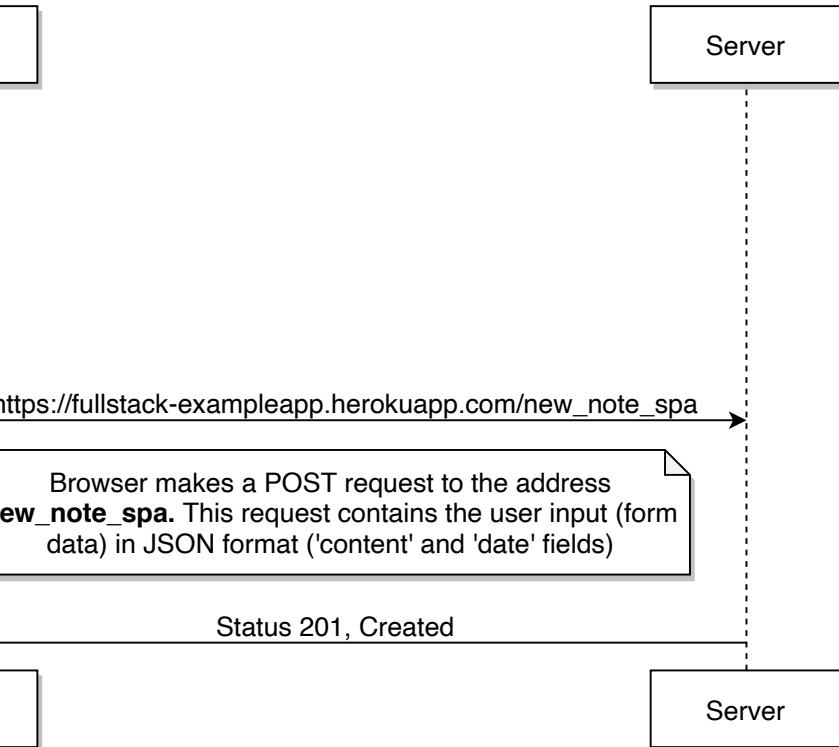 Server
https://fullstack-exampleapp.herokuapp.com/new_note_spa
Browser makes a POST request to the address
ew_note_spa. This request contains the user input (form
data) in JSON format ('content' and 'date' fields)
Status 201, Created
Server